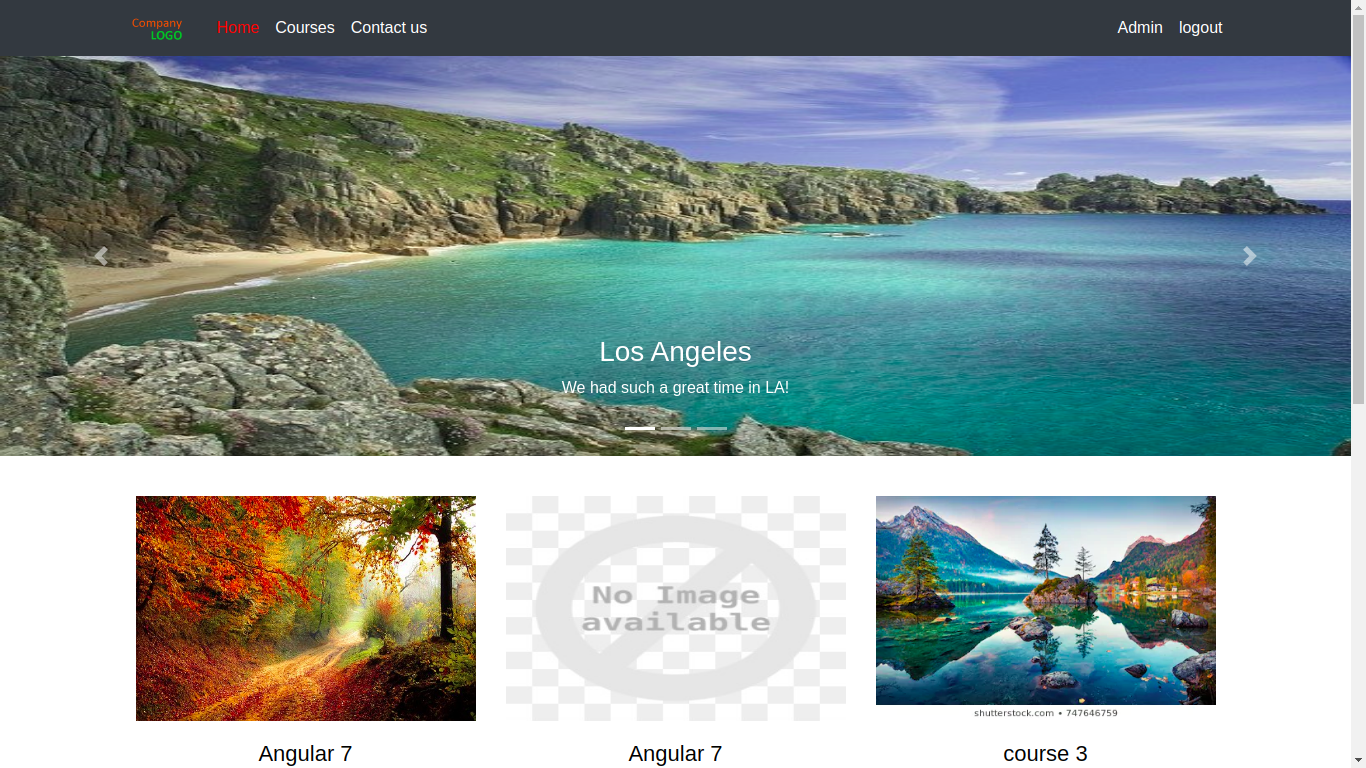 Company
LOGO
Home
Courses
Contact us
Admin
logout
Los Angeles
We had such a great time in LA!
No Image
available
shutterstock.com • 747646759
Angular 7
Angular 7
course 3